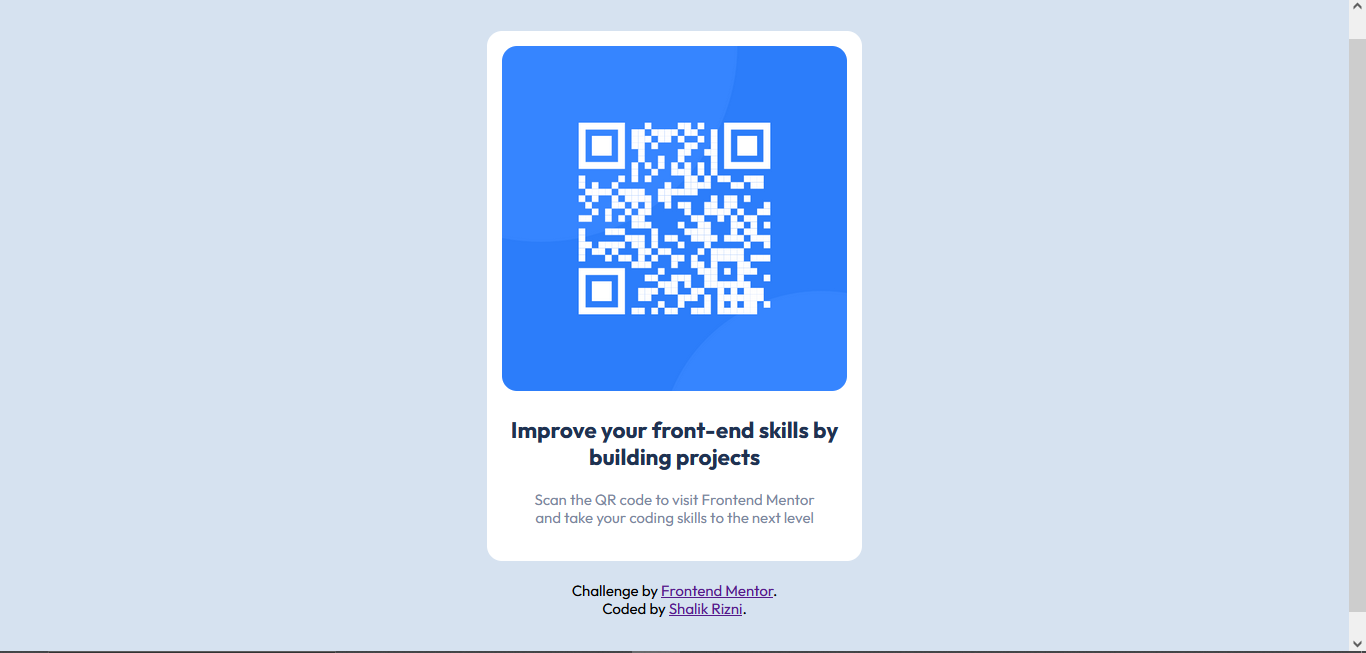 Improve your front-end skills by
building projects
Scan the QR code to visit Frontend Mentor
and take your coding skills to the next level
Challenge by Frontend Mentor.
Coded by Shalik Rizni.